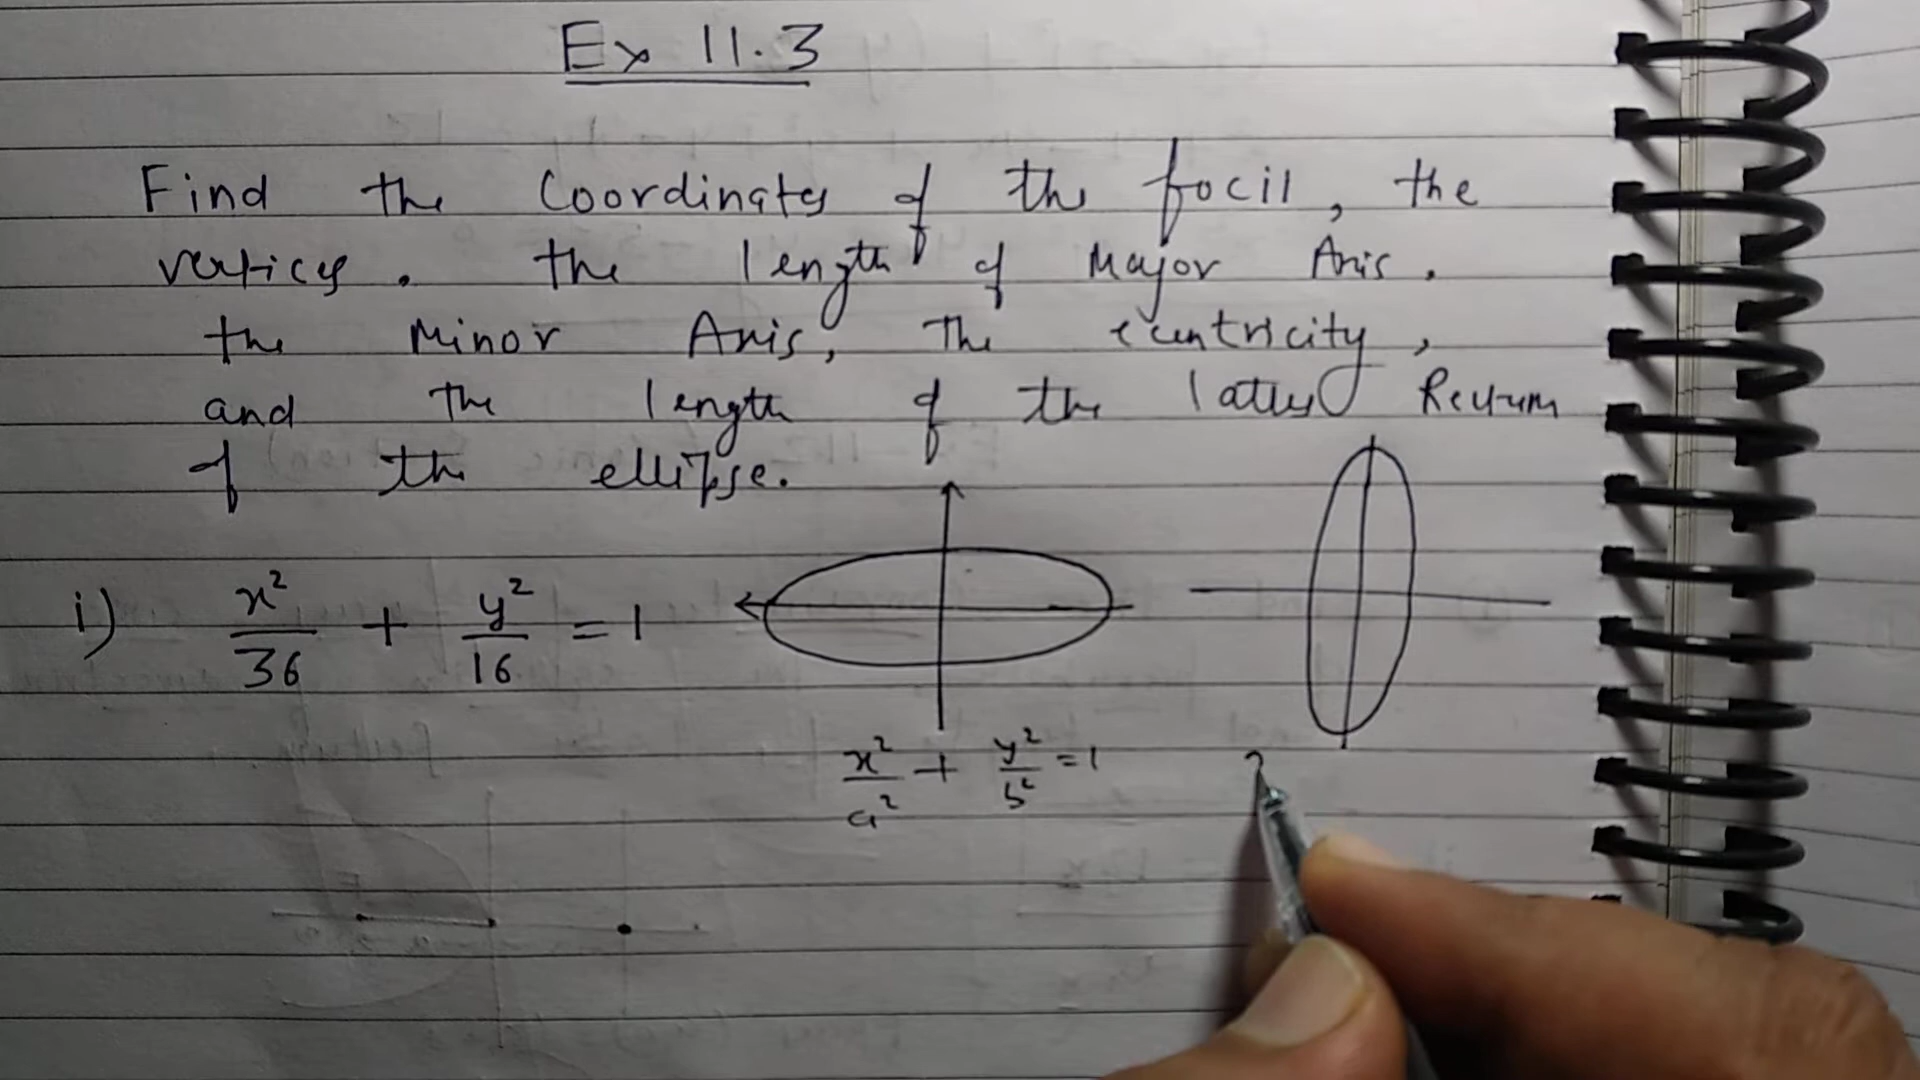 Ex 11.3
Find the Coordinates of the focii, the
vertices. the length of Major Axis.
the Minor Axis, The eccentricity,
and The length of the lattus Rectum
of the ellipse.
i) x²/36 + y²/16 = 1
x²/a² + y²/b² = 1